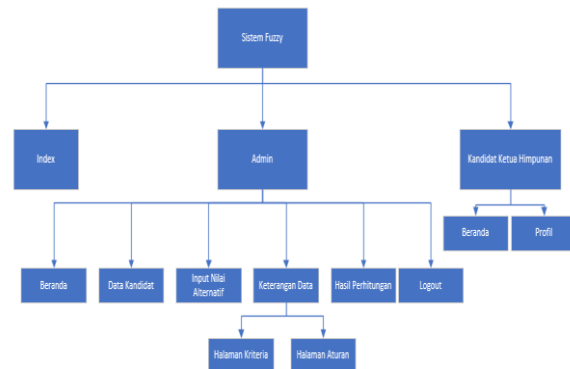 Sistem Fuzzy
Index
Admin
Kandidat Ketua Himpunan
Beranda
Profil
Beranda
Data Kandidat
Input Nilai
Alternatif
Keterangan Data
Hasil Perhitungan
Logout
Halaman Kriteria
Halaman Aturan